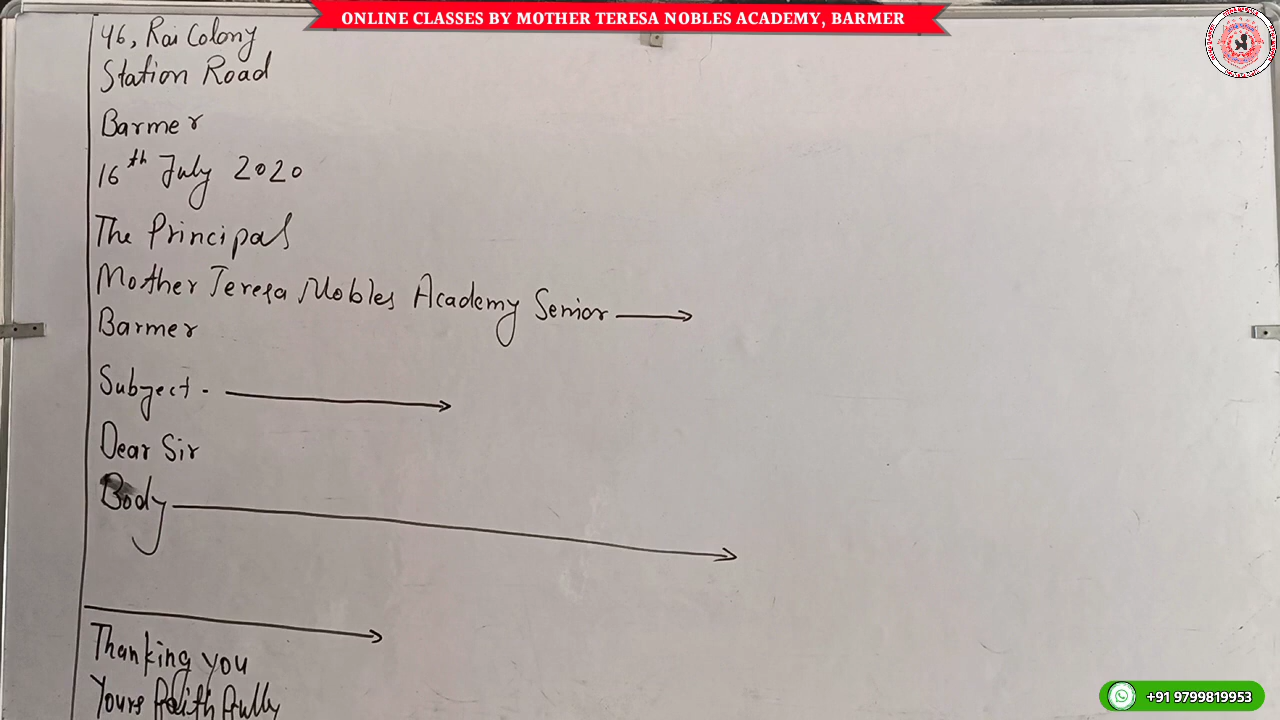 ONLINE CLASSES BY MOTHER TERESA NOBLES ACADEMY, BARMER
46, Rai Colony
Station Road
Barmer
16th July 2020
The Principal
Mother Teresa Nobles Academy Senior
Barmer
Subject -
Dear Sir
Body
Thanking you
Yours
+91 9799819953